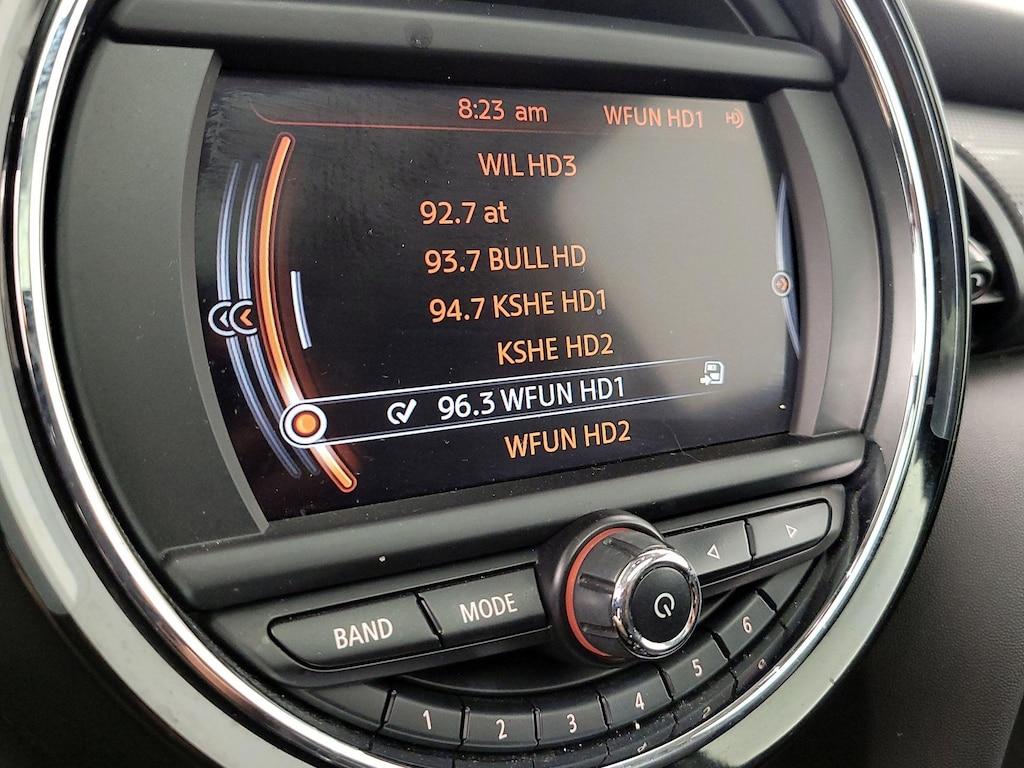 8:23 am WFUN HD1 HD
WIL HD3
92.7 at
93.7 BULL HD
94.7 KSHE HD1
KSHE HD2
96.3 WFUN HD1
WFUN HD2
BAND MODE
1 2 3 4 5 6